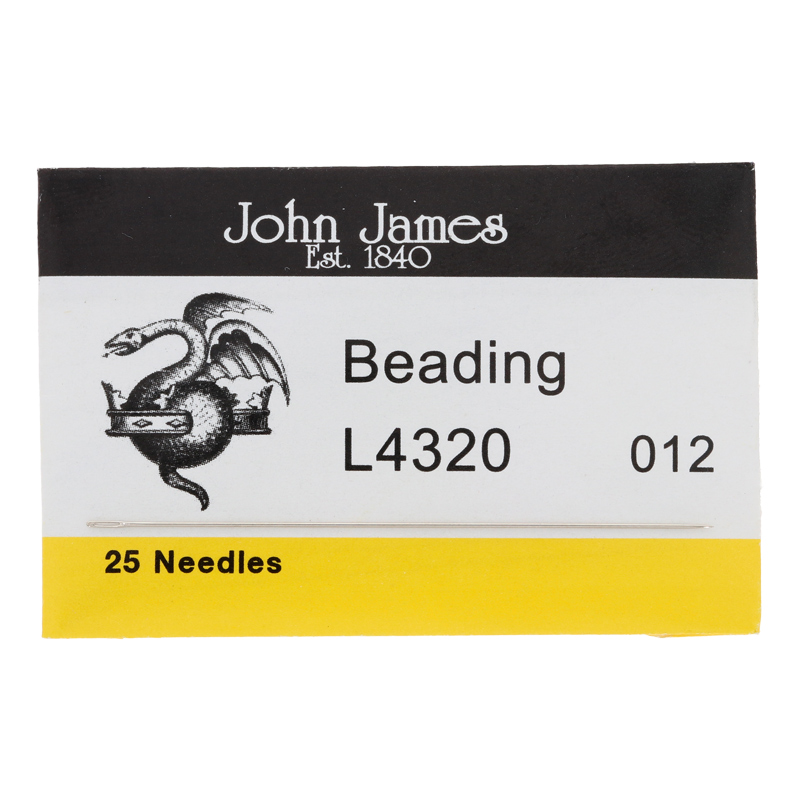 John James
Est. 1840
Beading
L4320 012
25 Needles